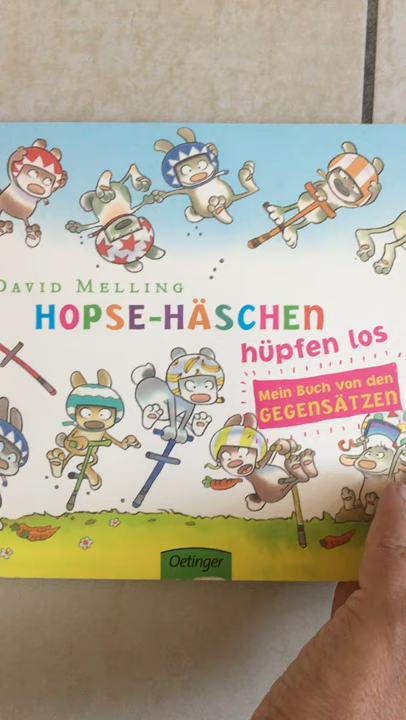 DAVID MELLING
HOPSE-HÄSCHEN
hüpfen los
Mein Buch von den
GEGENSÄTZEN
Oetinger